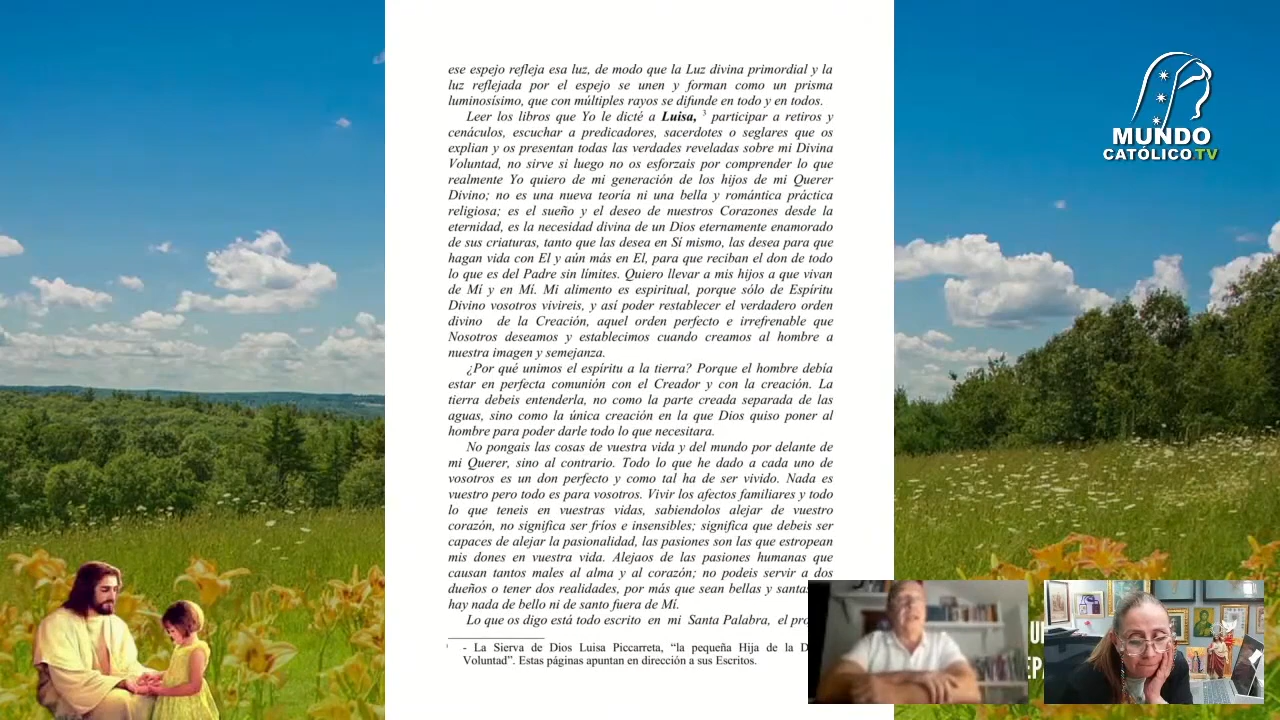 ese espejo refleja esa luz, de modo que la Luz divina primordial y la
luz reflejada por el espejo se unen y forman como un prisma
luminosísimo, que con múltiples rayos se difunde en todo y en todos.
Leer los libros que Yo le dicté a Luisa, 3 participar a retiros y
cenáculos, escuchar a predicadores, sacerdotes o seglares que os
explian y os presentan todas las verdades reveladas sobre mi Divina
Voluntad, no sirve si luego no os esforzais por comprender lo que
realmente Yo quiero de mi generación de los hijos de mi Querer
Divino; no es una nueva teoría ni una bella y romántica práctica
religiosa; es el sueño y el deseo de nuestros Corazones desde la
eternidad, es la necesidad divina de un Dios eternamente enamorado
de sus criaturas, tanto que las desea en Sí mismo, las desea para que
hagan vida con El y aún más en El, para que reciban el don de todo
lo que es del Padre sin límites. Quiero llevar a mis hijos a que vivan
de Mí y en Mí. Mi alimento es espiritual, porque sólo de Espíritu
Divino vosotros vivireis, y así poder restablecer el verdadero orden
divino de la Creación, aquel orden perfecto e irrefrenable que
Nosotros deseamos y establecimos cuando creamos al hombre a
nuestra imagen y semejanza.
¿Por qué unimos el espíritu a la tierra? Porque el hombre debía
estar en perfecta comunión con el Creador y con la creación. La
tierra debeis entenderla, no como la parte creada separada de las
aguas, sino como la única creación en la que Dios quiso poner al
hombre para poder darle todo lo que necesitara.
No pongais las cosas de vuestra vida y del mundo por delante de
mi Querer, sino al contrario. Todo lo que he dado a cada uno de
vosotros es un don perfecto y como tal ha de ser vivido. Nada es
vuestro pero todo es para vosotros. Vivir los afectos familiares y todo
lo que teneis en vuestras vidas, sabiendolos alejar de vuestro
corazón, no significa ser fríos e insensibles; significa que debeis ser
capaces de alejar la pasionalidad, las pasiones son las que estropean
mis dones en vuestra vida. Alejaos de las pasiones humanas que
causan tantos males al alma y al corazón; no podeis servir a dos
dueños o tener dos realidades, por más que sean bellas y santas
hay nada de bello ni de santo fuera de Mí.
Lo que os digo está todo escrito en mi Santa Palabra, el pro
- La Sierva de Dios Luisa Piccarreta, “la pequeña Hija de la D
Voluntad”. Estas páginas apuntan en dirección a sus Escritos.
MUNDO
CATÓLICO.TV